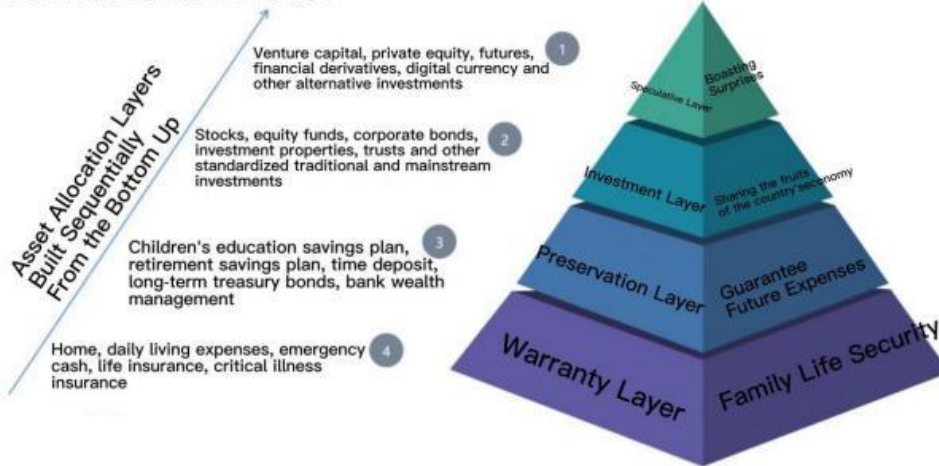 Asset Allocation Layers
Built Sequentially
From the Bottom Up
Venture capital, private equity, futures,
financial derivatives, digital currency and
other alternative investments
1
Speculative Layer
Boasting
Surprises
Stocks, equity funds, corporate bonds,
investment properties, trusts and other
standardized traditional and mainstream
investments
2
Investment Layer
Sharing the fruits
of the country'seconomy
Children's education savings plan,
retirement savings plan, time deposit,
long-term treasury bonds, bank wealth
management
3
Preservation Layer
Guarantee
Future Expenses
Home, daily living expenses, emergency
cash, life insurance, critical illness
insurance
4
Warranty Layer
Family Life Security